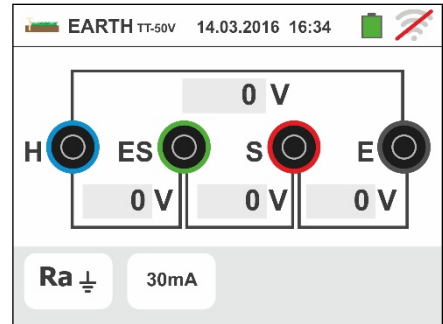 EARTH TT-50V 14.03.2016 16:34
0 V
H ES S E
0 V 0 V 0 V
Ra
30mA